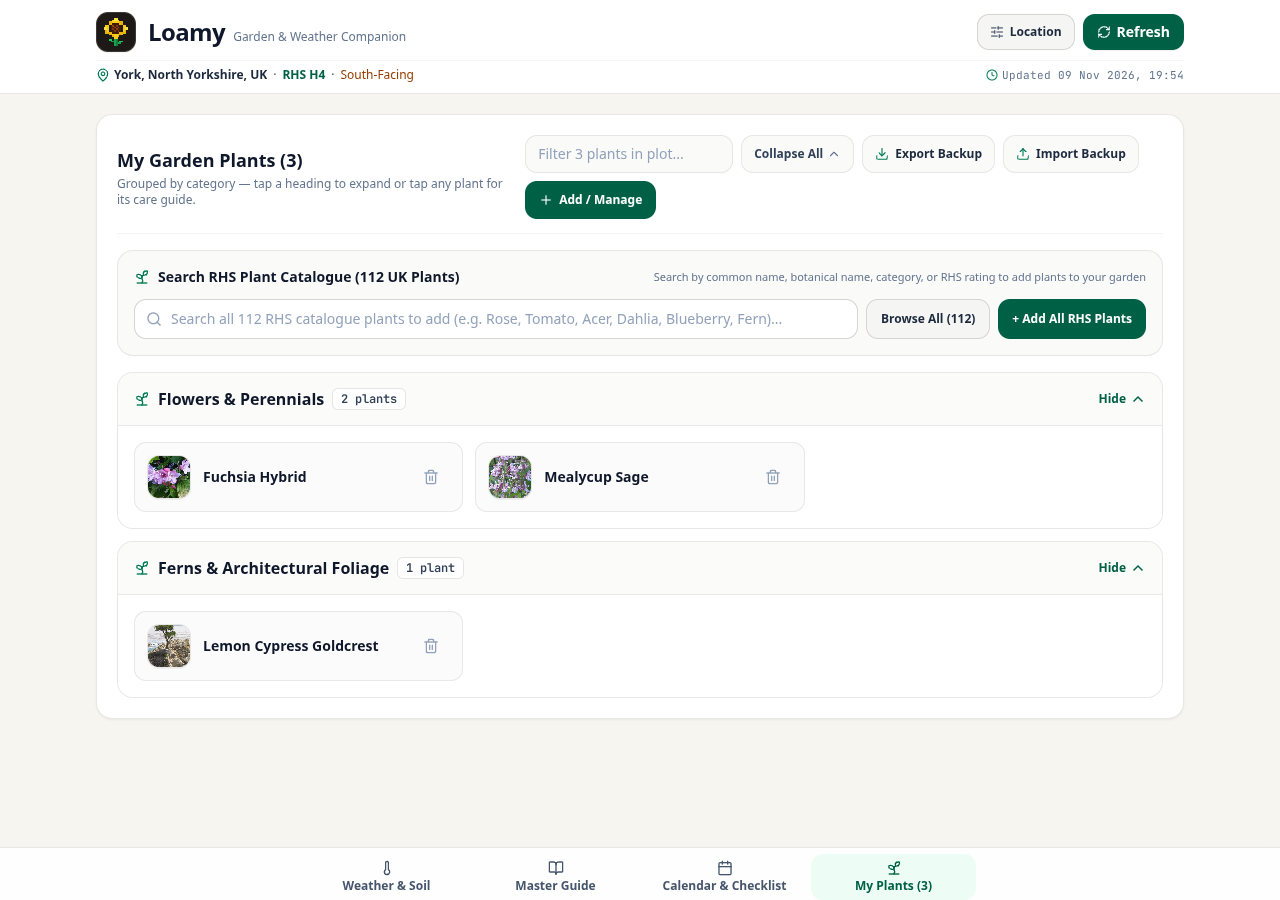 Loamy Garden & Weather Companion
Location
Refresh
York, North Yorkshire, UK · RHS H4 · South-Facing
Updated 09 Nov 2026, 19:54
My Garden Plants (3)
Grouped by category — tap a heading to expand or tap any plant for
its care guide.
Filter 3 plants in plot...
Collapse All
Export Backup
Import Backup
Add / Manage
Search RHS Plant Catalogue (112 UK Plants)
Search by common name, botanical name, category, or RHS rating to add plants to your garden
Search all 112 RHS catalogue plants to add (e.g. Rose, Tomato, Acer, Dahlia, Blueberry, Fern)...
Browse All (112)
+ Add All RHS Plants
Flowers & Perennials 2 plants
Hide
Fuchsia Hybrid
Mealycup Sage
Ferns & Architectural Foliage 1 plant
Hide
Lemon Cypress Goldcrest
Weather & Soil
Master Guide
Calendar & Checklist
My Plants (3)